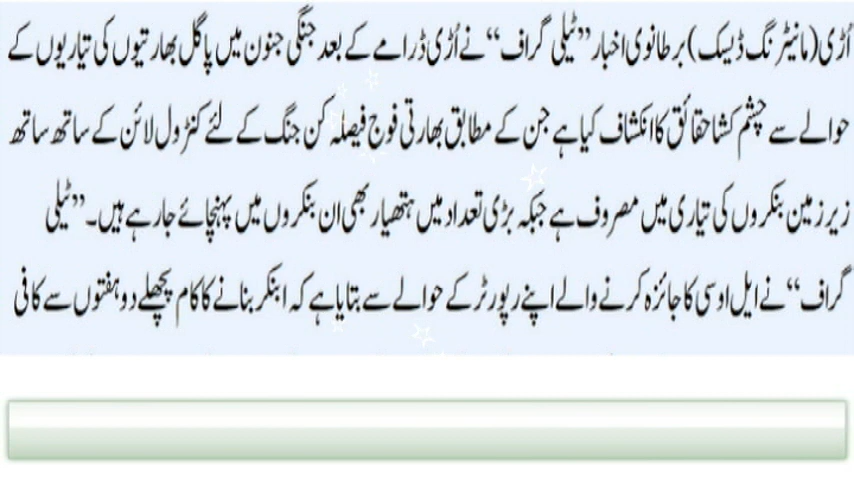 اُڑی(مانیٹرنگ ڈیسک)برطانوی اخبار ”ٹیلی گراف“ نے اُڑی ڈرامے کے بعد جنگی جنون میں پاگل بھارتیوں کی تیاریوں کے
حوالے سے چشم کشا حقائق کا انکشاف کیا ہے جن کے مطابق بھارتی فوج فیصلہ کن جنگ کے لئے کنٹرول لائن کے ساتھ ساتھ
زیر زمین بنکروں کی تیاری میں مصروف ہے جبکہ بڑی تعداد میں ہتھیار بھی ان بنکروں میں پہنچائے جا رہے ہیں۔”ٹیلی
گراف“ نے ایل او سی کا جائزہ کرنے والے اپنے رپورٹر کے حوالے سے بتایا ہے کہ ابنکر بنانے کا کام پچھلے دو ہفتوں سے کافی